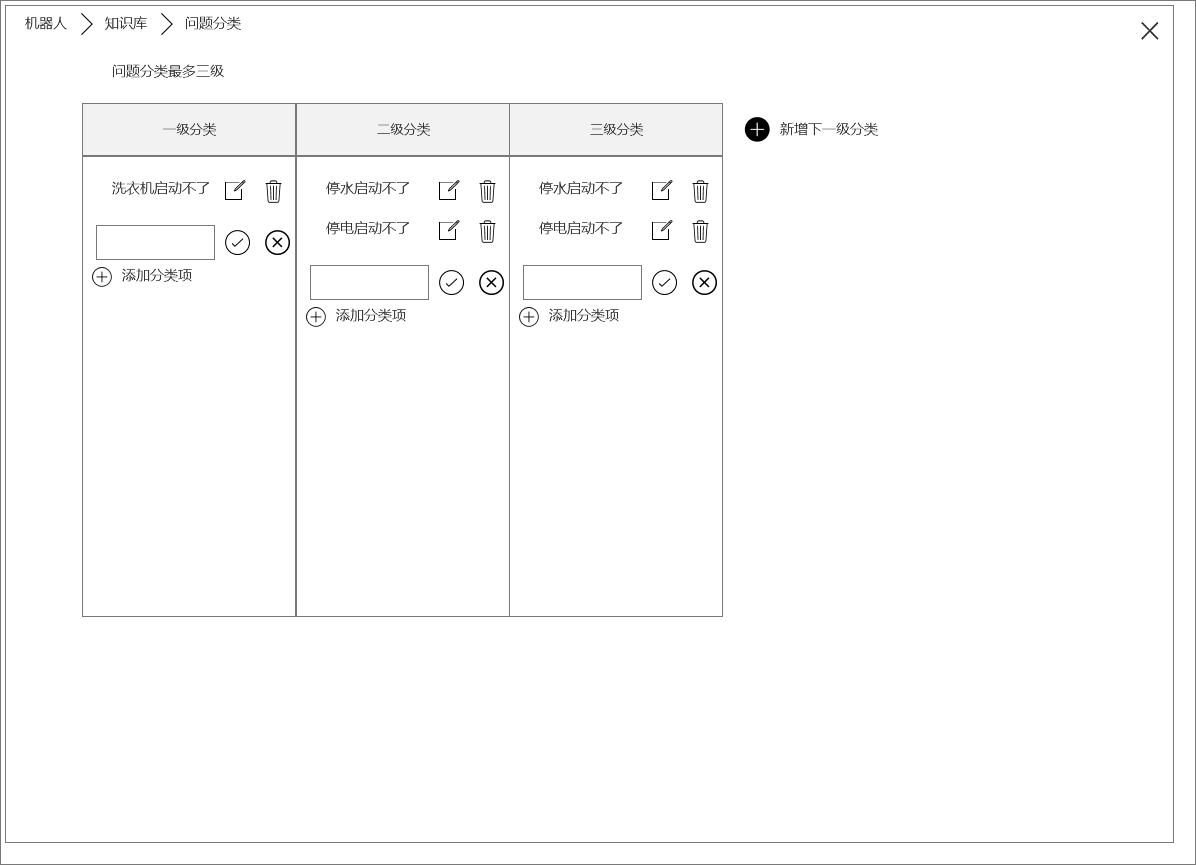 机器人 知识库 问题分类
问题分类最多三级
一级分类 二级分类 三级分类 新增下一级分类
洗衣机启动不了 停水启动不了 停水启动不了
停电启动不了 停电启动不了
添加分类项
添加分类项 添加分类项